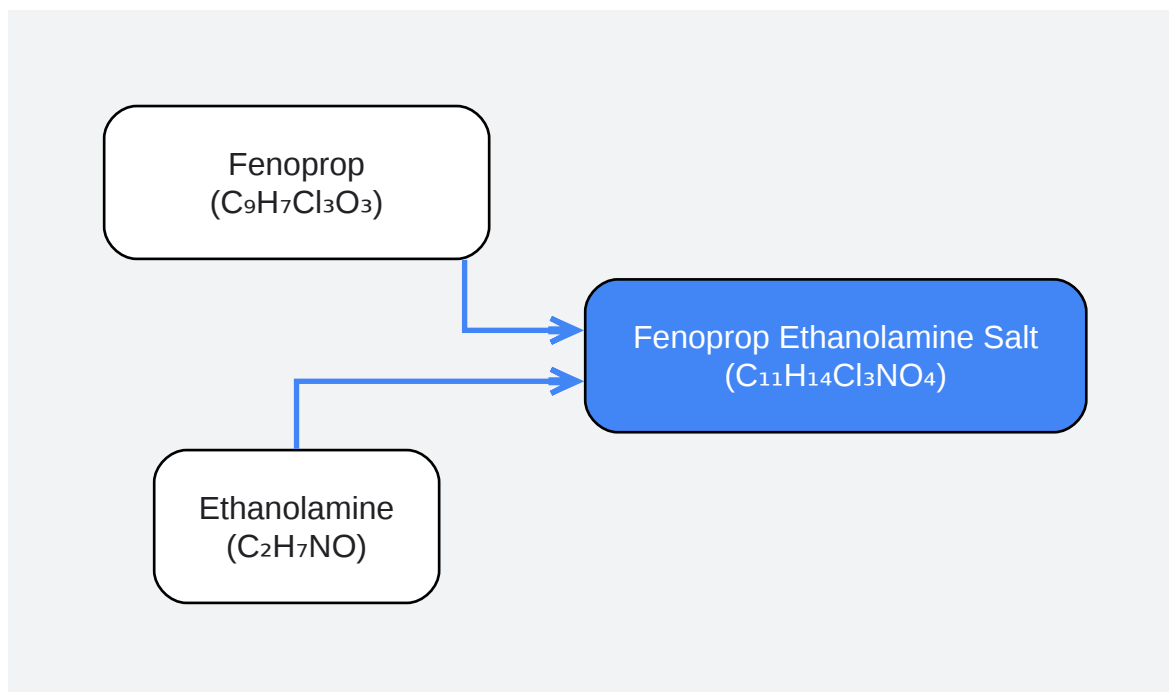 Fenoprop
(C₉H₇Cl₃O₃)
Fenoprop Ethanolamine Salt
(C₁₁H₁₄Cl₃NO₄)
Ethanolamine
(C₂H₇NO)